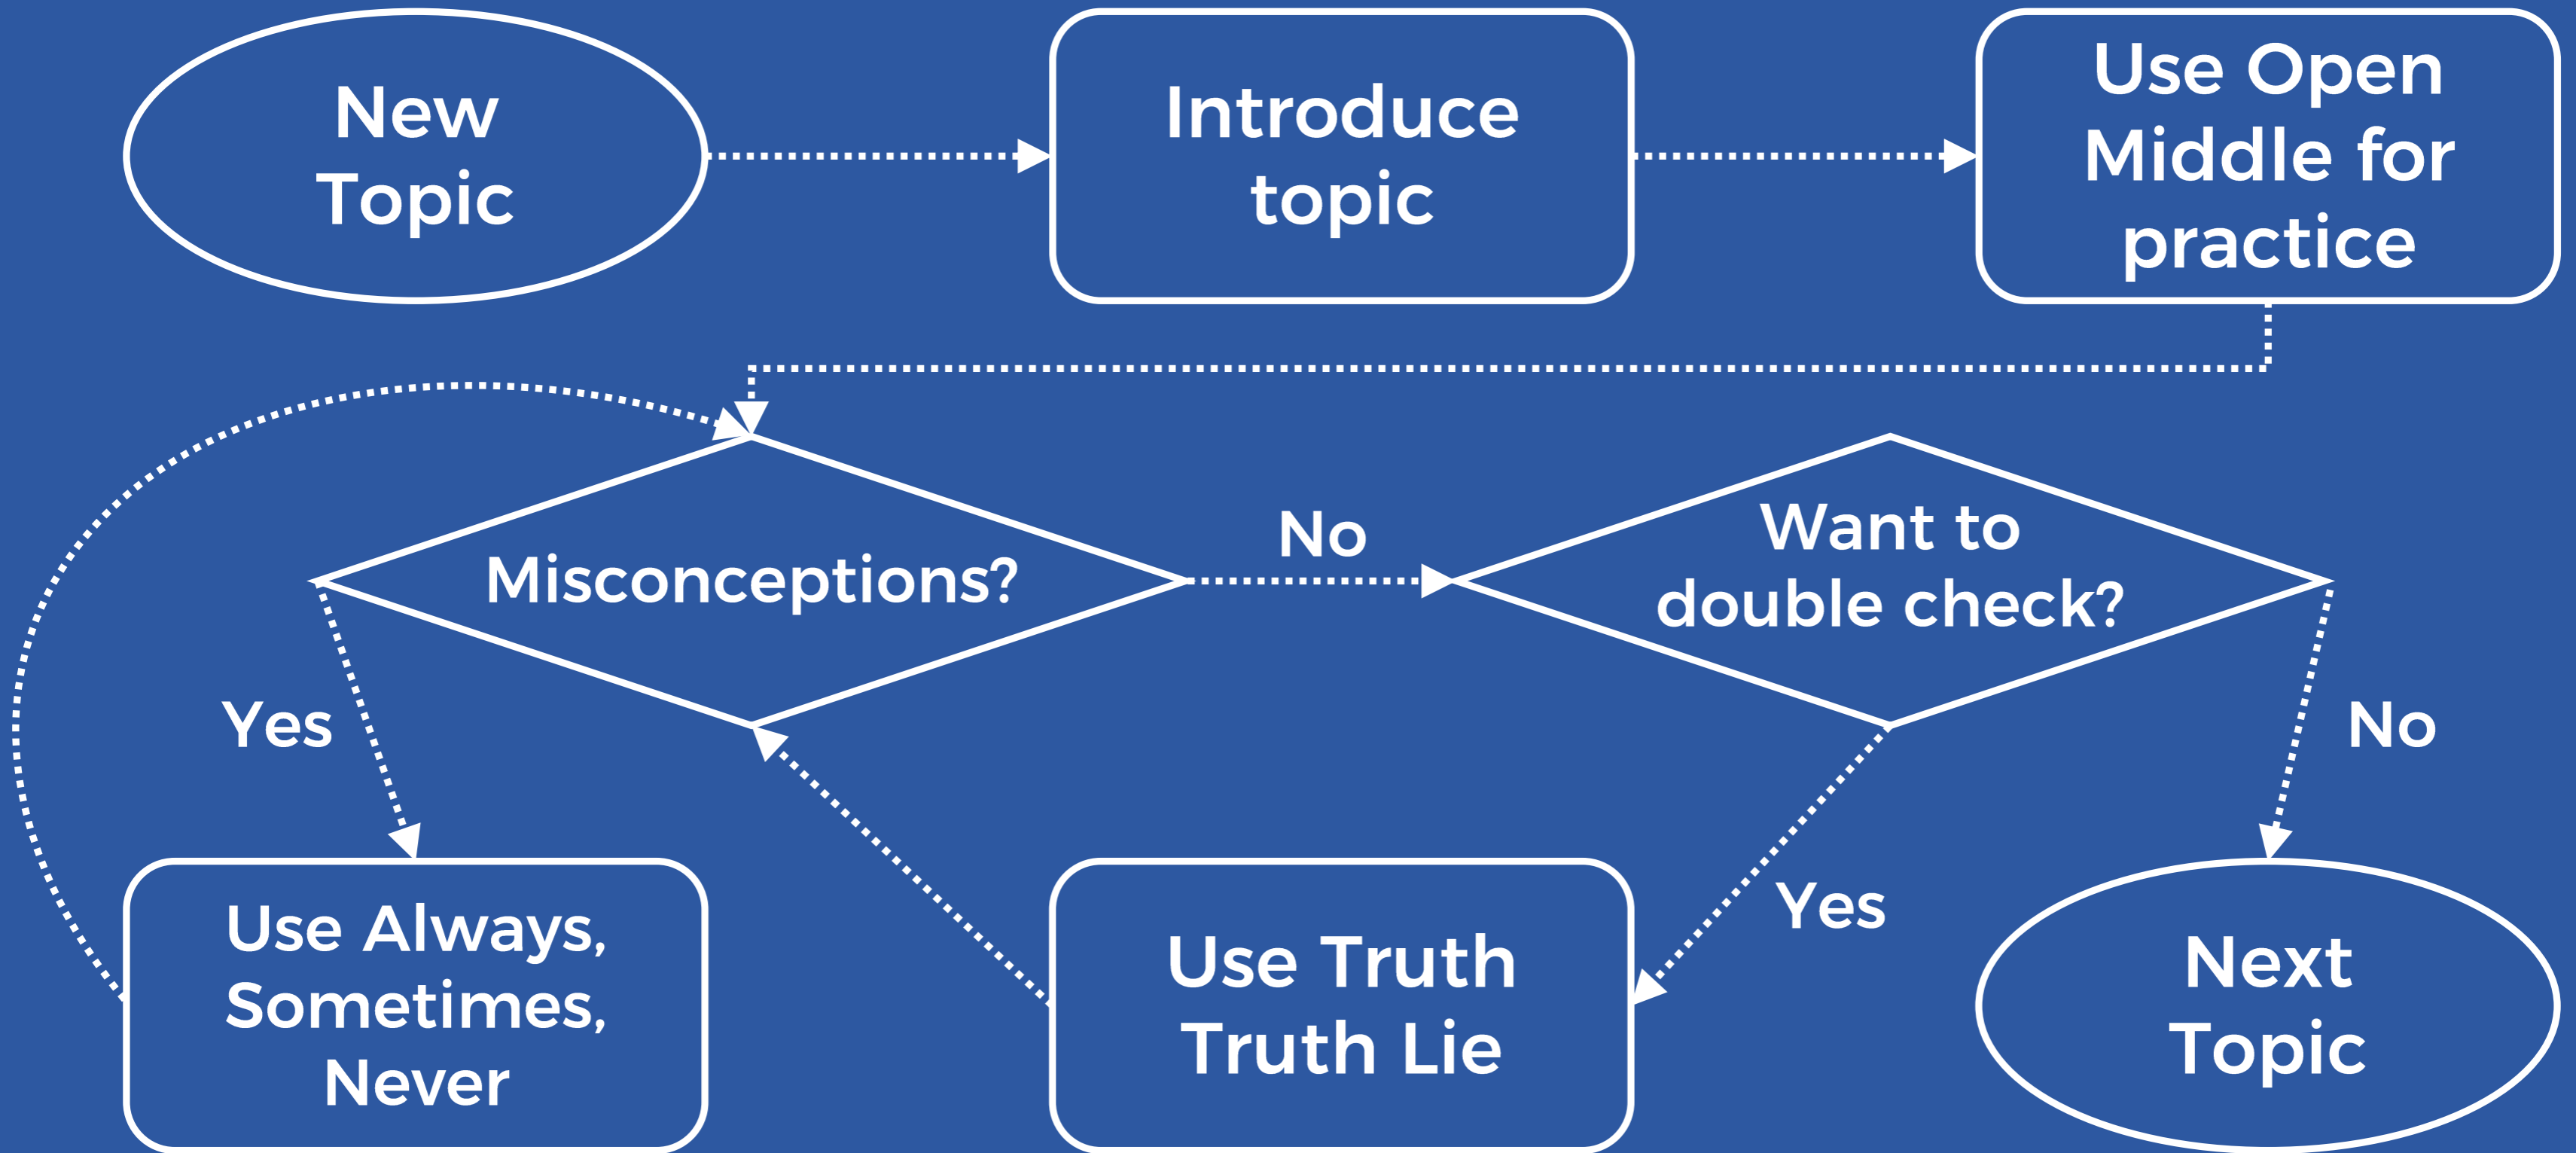 New
Topic
Introduce
topic
Use Open
Middle for
practice
Misconceptions?
No
Want to
double check?
Yes
No
Yes
Use Always,
Sometimes,
Never
Use Truth
Truth Lie
Next
Topic